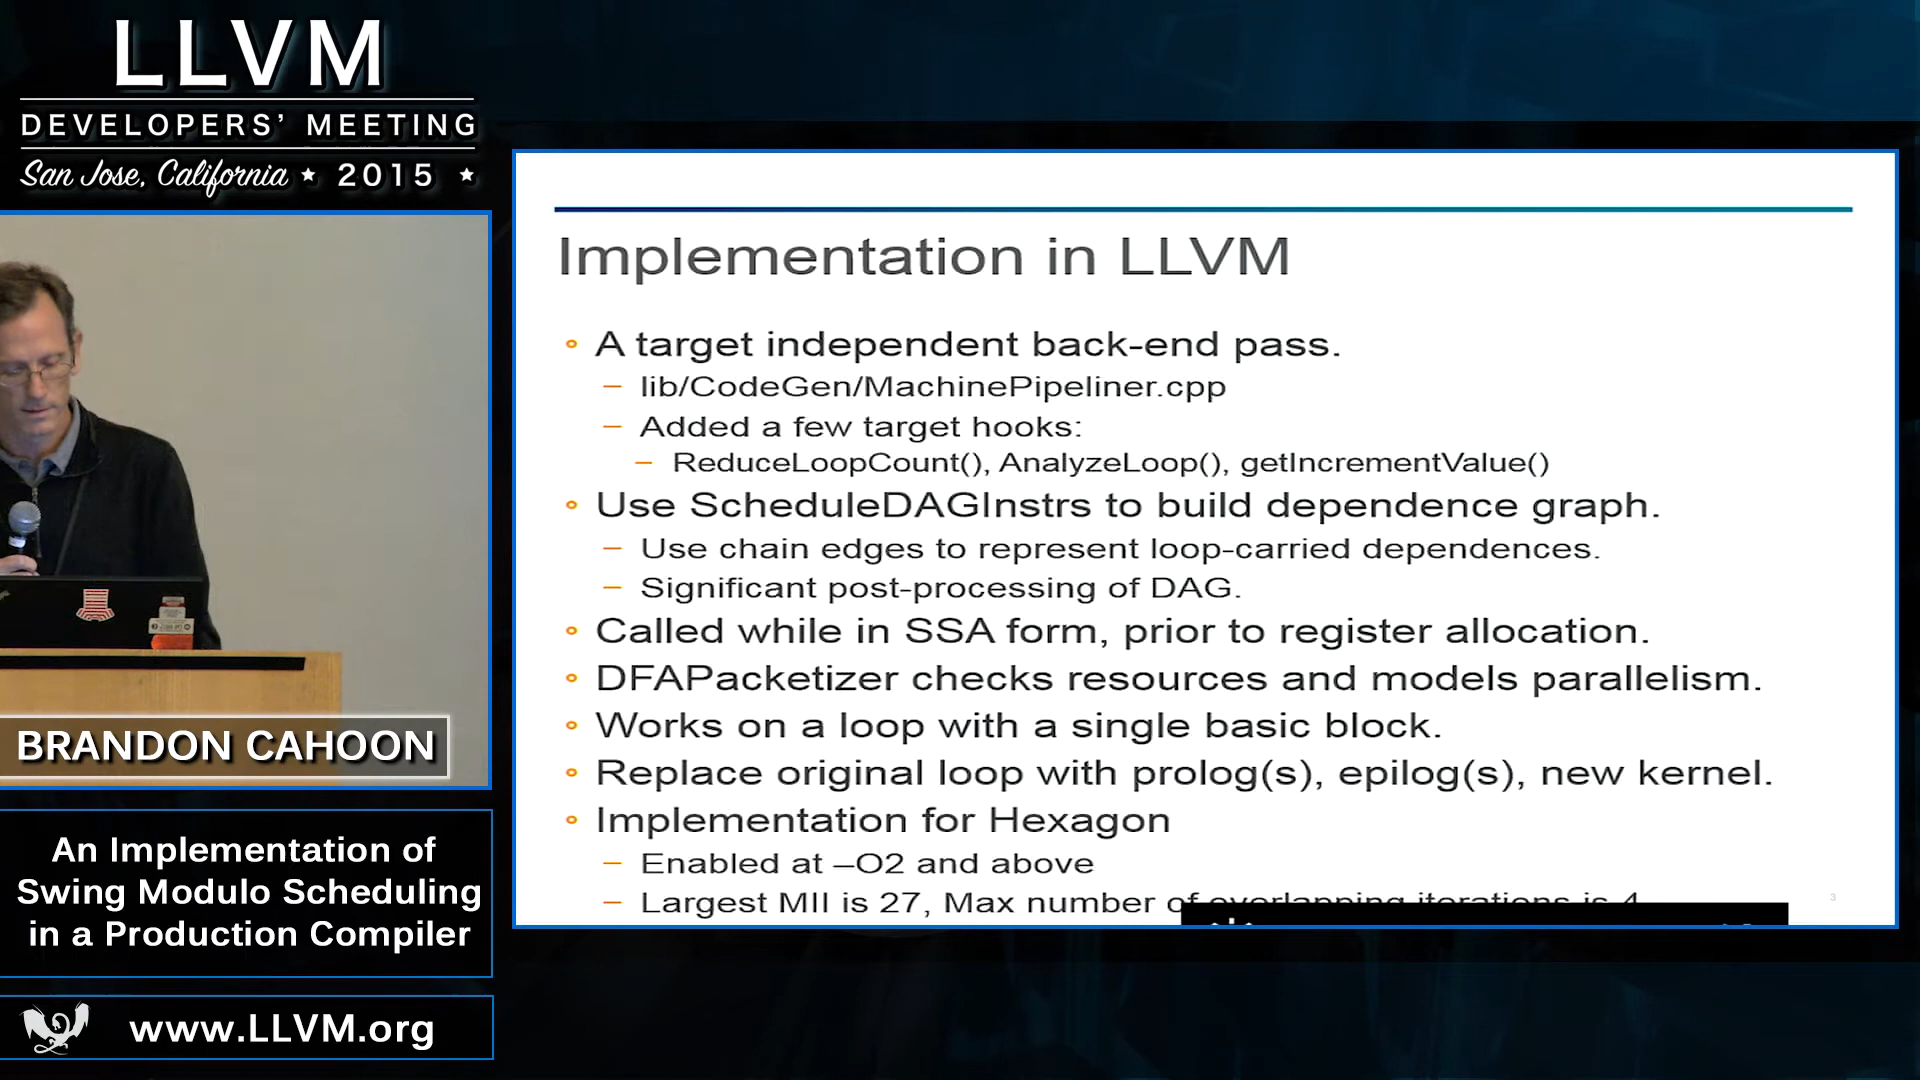 LLVM
DEVELOPERS' MEETING
San Jose, California ★ 2015 ★
BRANDON CAHOON
An Implementation of
Swing Modulo Scheduling
in a Production Compiler
www.LLVM.org
Implementation in LLVM
A target independent back-end pass.
– lib/CodeGen/MachinePipeliner.cpp
– Added a few target hooks:
– ReduceLoopCount(), AnalyzeLoop(), getIncrementValue()
Use ScheduleDAGInstrs to build dependence graph.
– Use chain edges to represent loop-carried dependences.
– Significant post-processing of DAG.
Called while in SSA form, prior to register allocation.
DFAPacketizer checks resources and models parallelism.
Works on a loop with a single basic block.
Replace original loop with prolog(s), epilog(s), new kernel.
Implementation for Hexagon
– Enabled at –O2 and above
– Largest MII is 27, Max number of overlapping iterations is 4
3